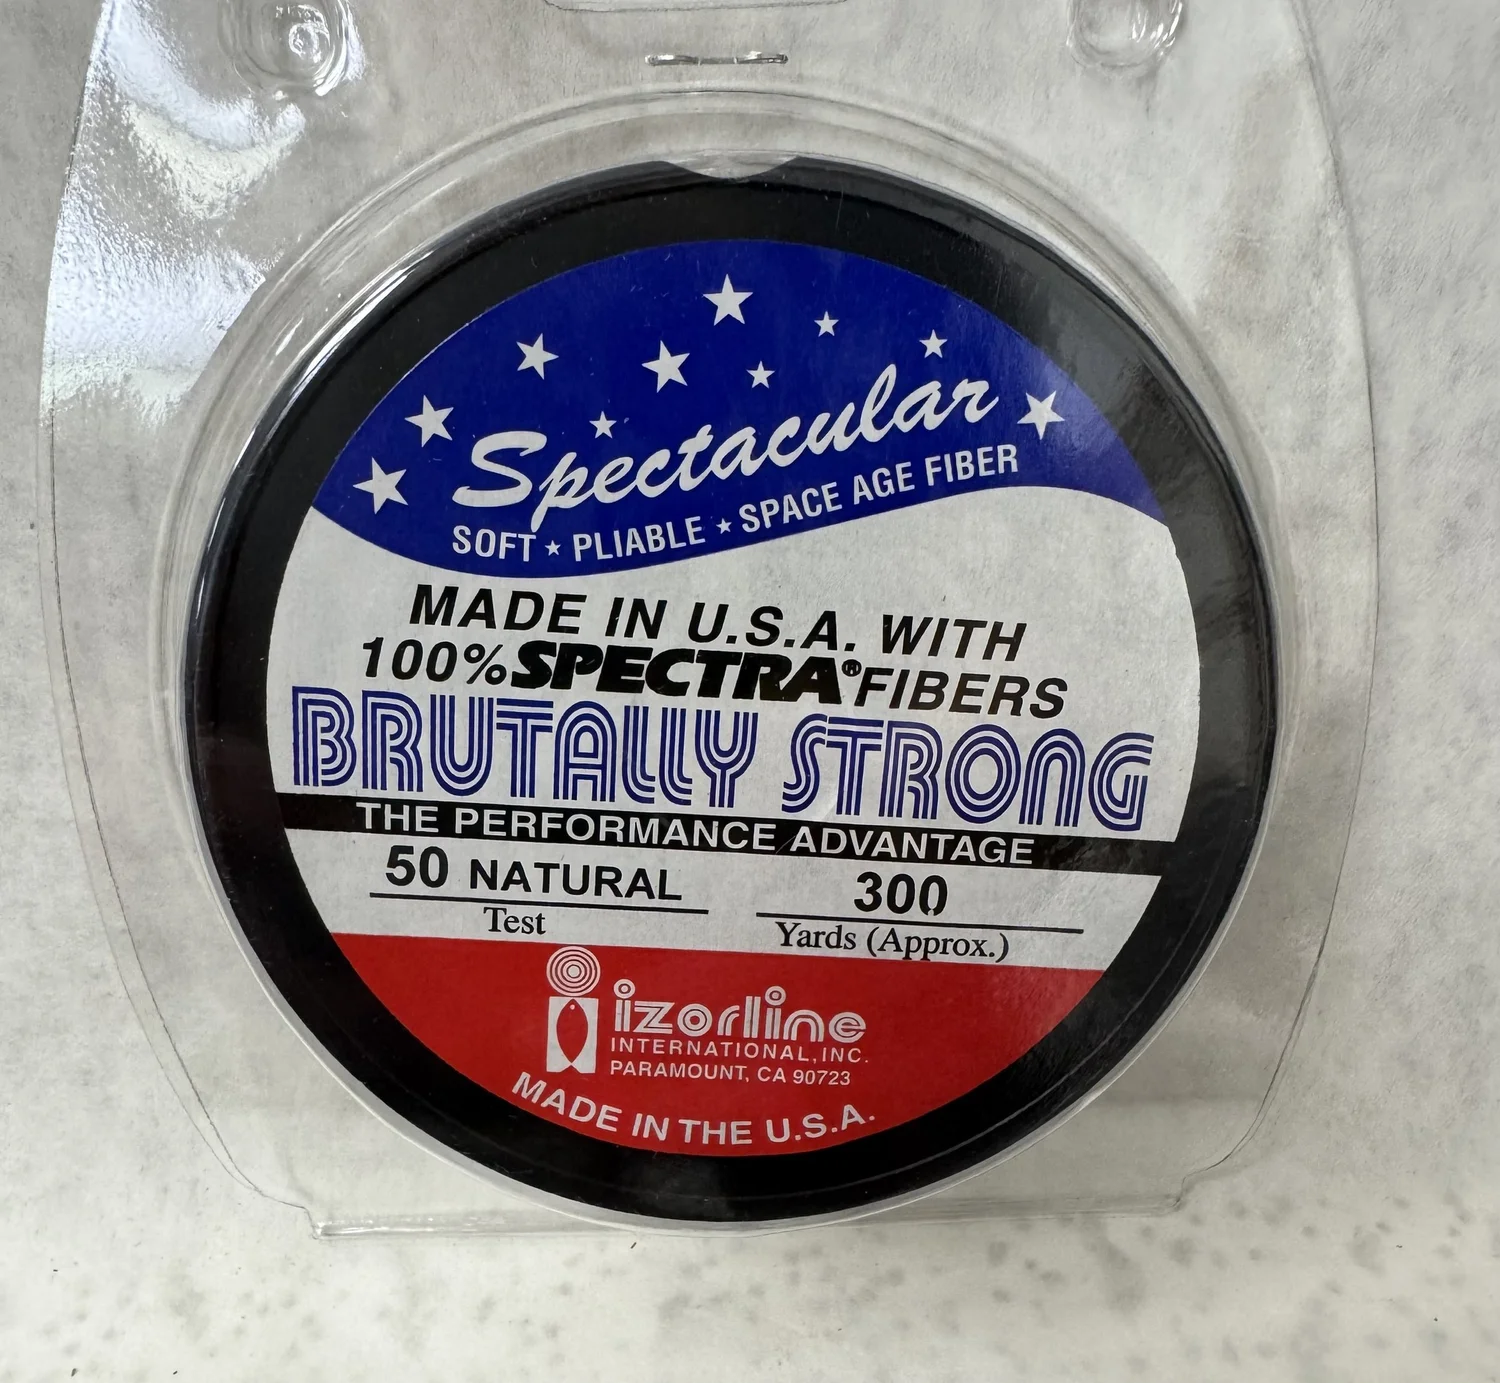 Spectacular
SOFT ★ PLIABLE ★ SPACE AGE FIBER
MADE IN U.S.A. WITH
100% SPECTRA® FIBERS
BRUTALLY STRONG
THE PERFORMANCE ADVANTAGE
50 NATURAL 300
Test Yards (Approx.)
izorline
INTERNATIONAL, INC.
PARAMOUNT, CA 90723
MADE IN THE U.S.A.